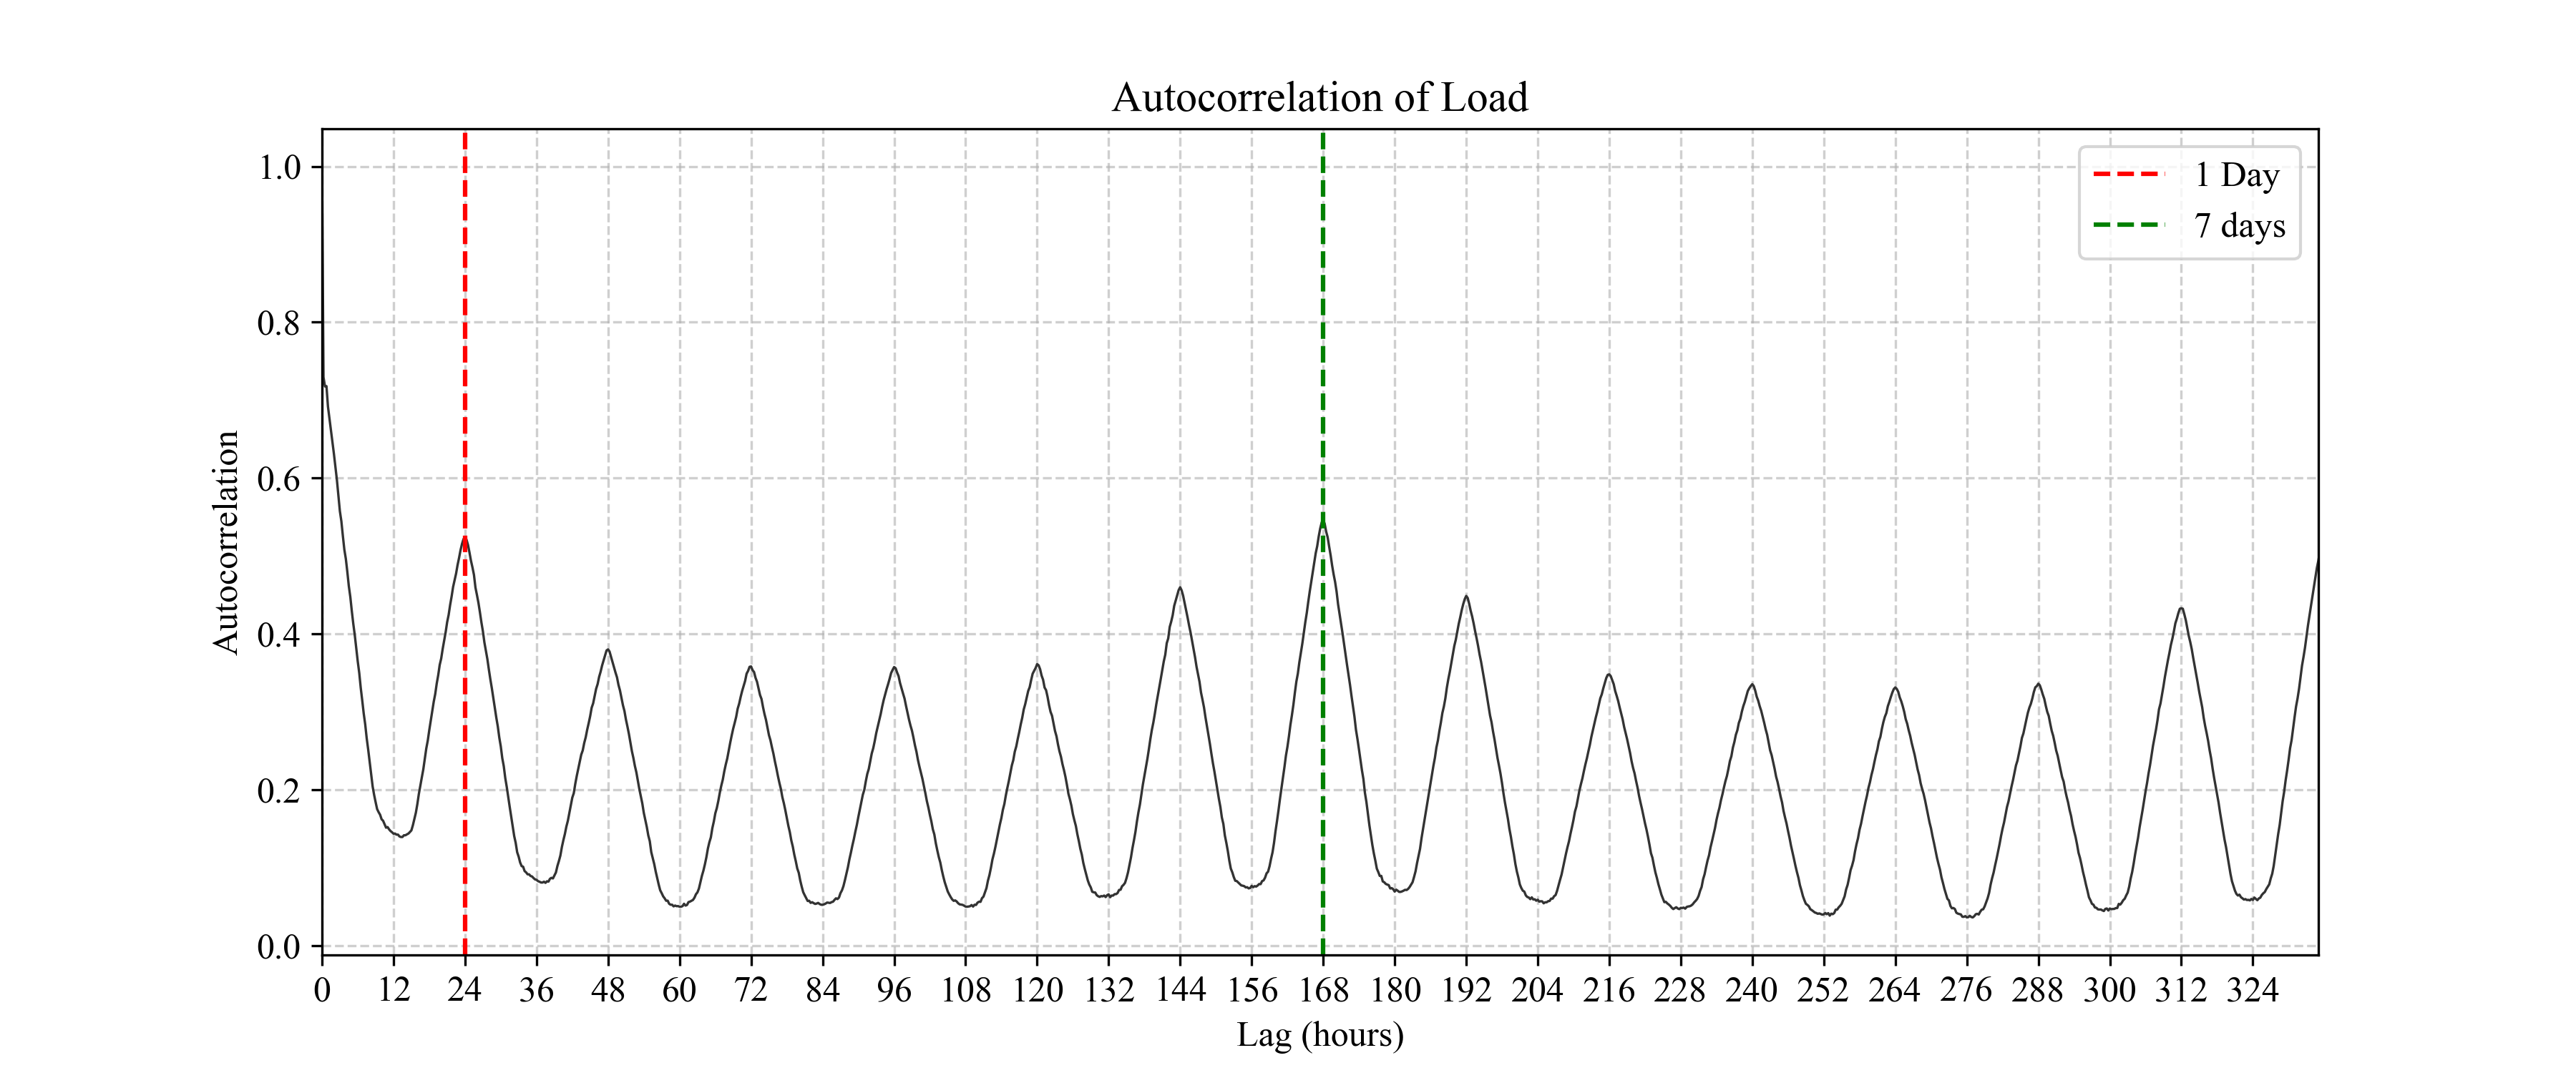 Autocorrelation of Load
1.0
0.8
0.6
0.4
0.2
0.0
Autocorrelation
1 Day
7 days
0 12 24 36 48 60 72 84 96 108 120 132 144 156 168 180 192 204 216 228 240 252 264 276 288 300 312 324
Lag (hours)